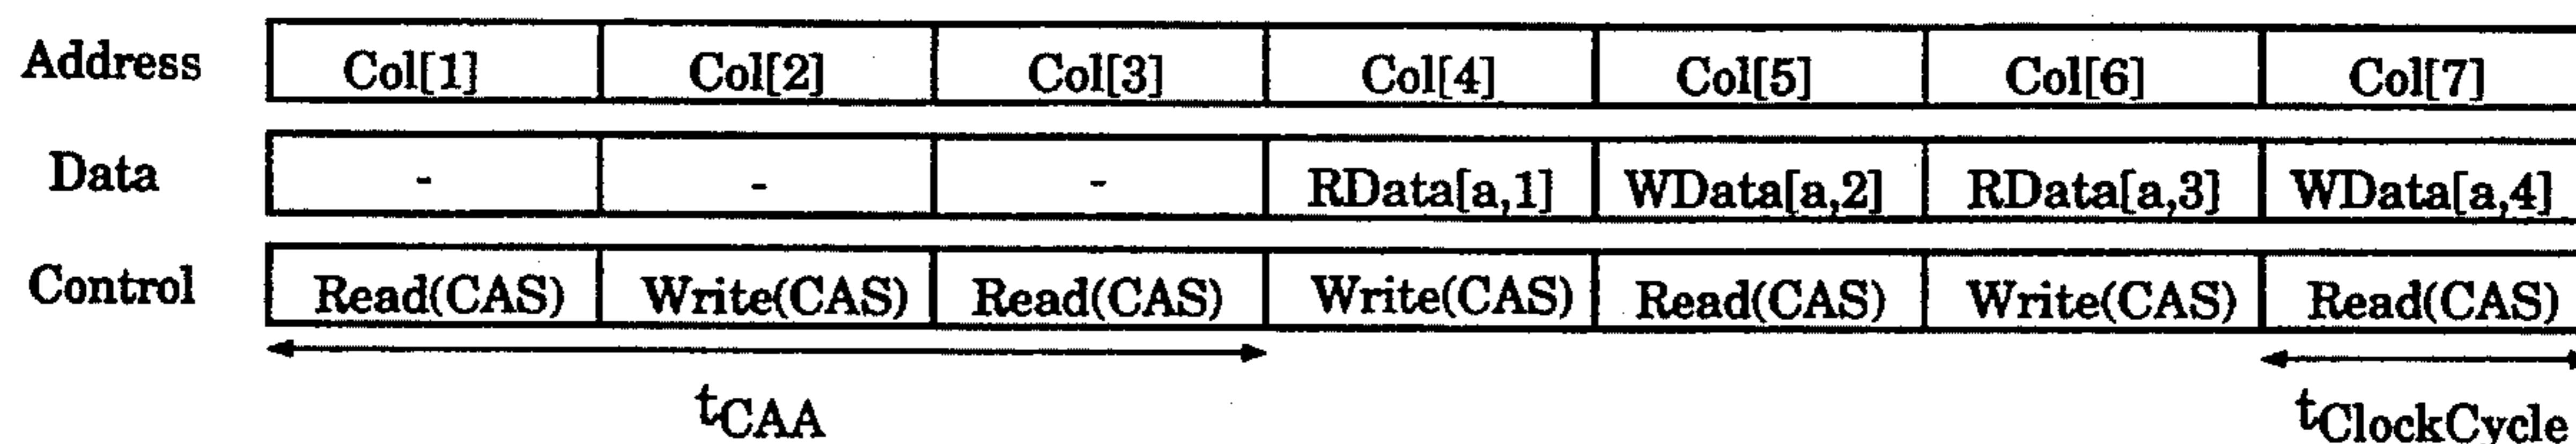 Address Col[1] Col[2] Col[3] Col[4] Col[5] Col[6] Col[7]
Data - - - RData[a,1] WData[a,2] RData[a,3] WData[a,4]
Control Read(CAS) Write(CAS) Read(CAS) Write(CAS) Read(CAS) Write(CAS) Read(CAS)
tCAA tClockCycle